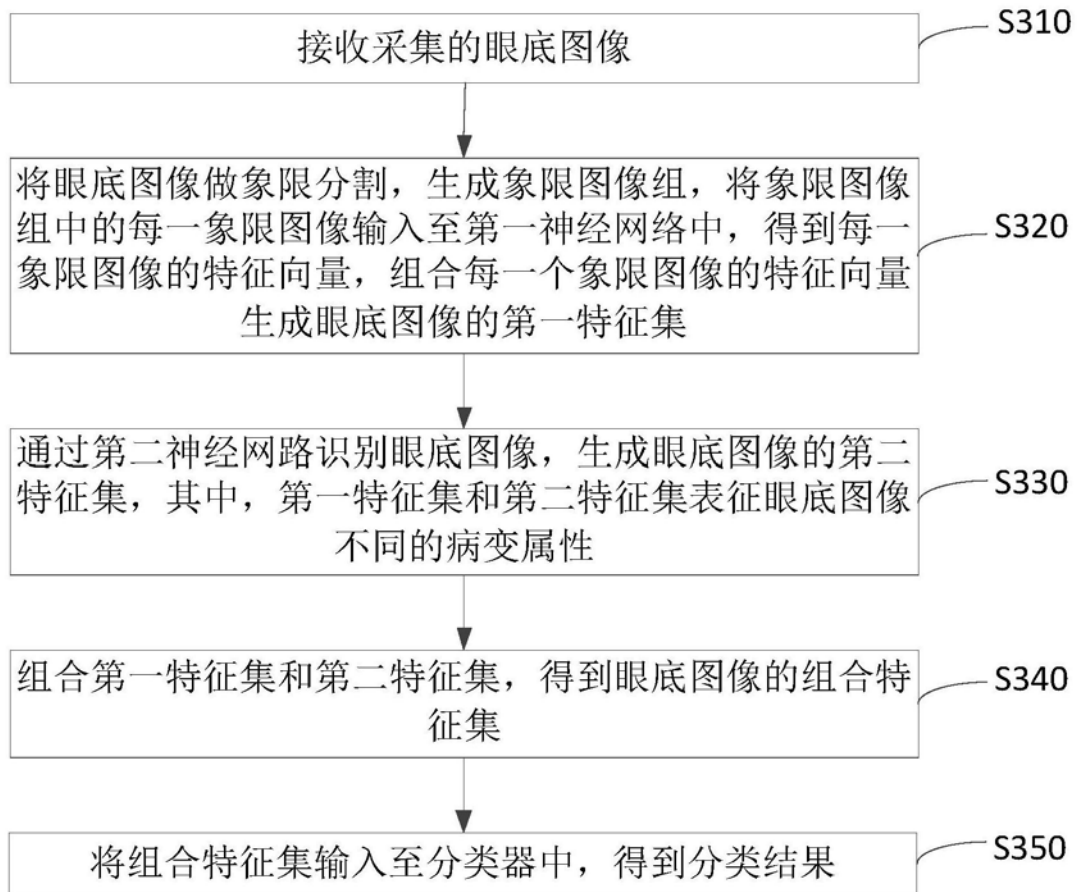 接收采集的眼底图像
S310
将眼底图像做象限分割，生成象限图像组，将象限图像
组中的每一象限图像输入至第一神经网络中，得到每一
象限图像的特征向量，组合每一个象限图像的特征向量
生成眼底图像的第一特征集
S320
通过第二神经网路识别眼底图像，生成眼底图像的第二
特征集，其中，第一特征集和第二特征集表征眼底图像
不同的病变属性
S330
组合第一特征集和第二特征集，得到眼底图像的组合特
征集
S340
将组合特征集输入至分类器中，得到分类结果
S350